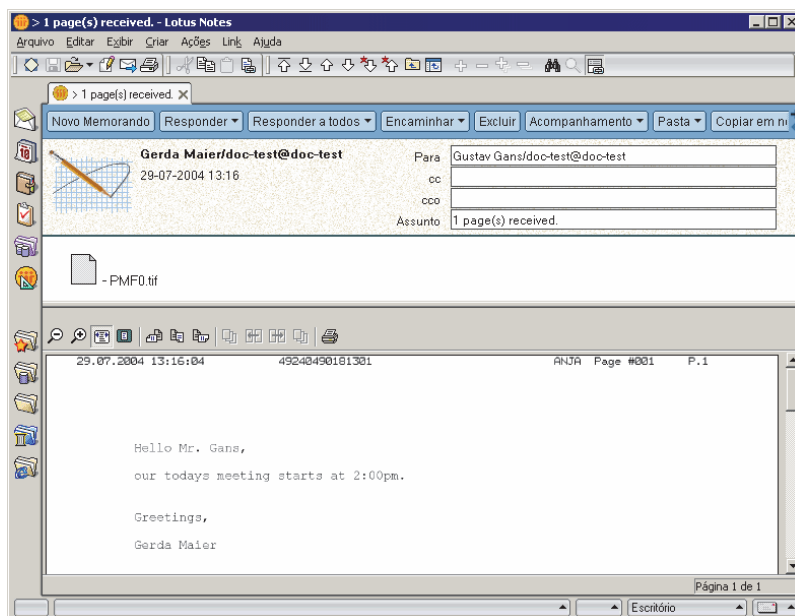 > 1 page(s) received. - Lotus Notes
Arquivo Editar Exibir Criar Ações Link Ajuda
> 1 page(s) received.
Novo Memorando Responder Responder a todos Encaminhar Excluir Acompanhamento Pasta Copiar em
Gerda Maier/doc-test@doc-test
29-07-2004 13:16
Para Gustav Gans/doc-test@doc-test
cc
cco
Assunto 1 page(s) received.
- PMF0.tif
29.07.2004 13:16:04 49240490181301 ANJA Page #001 P.1
Hello Mr. Gans,
our todays meeting starts at 2:00pm.
Greetings,
Gerda Maier
Página 1 de 1
Escritório